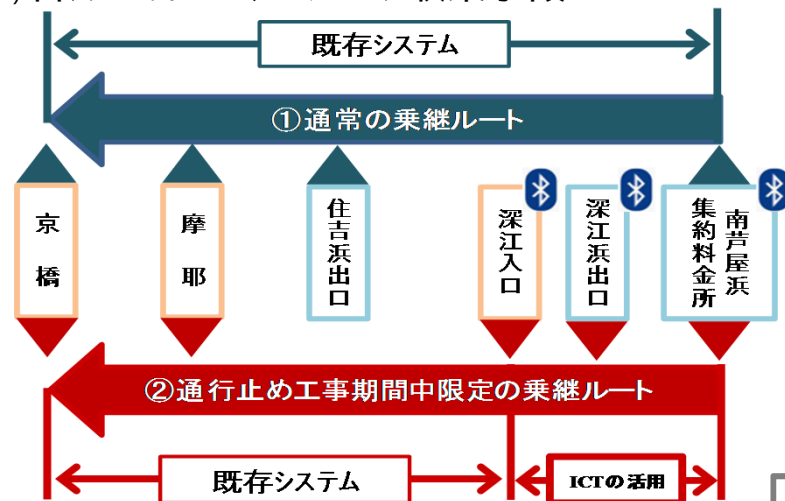 既存システム
①通常の乗継ルート
京橋
摩耶
住吉浜出口
深江入口
深江浜出口
南芦屋浜
集約料金所
②通行止め工事期間中限定の乗継ルート
既存システム
ICTの活用